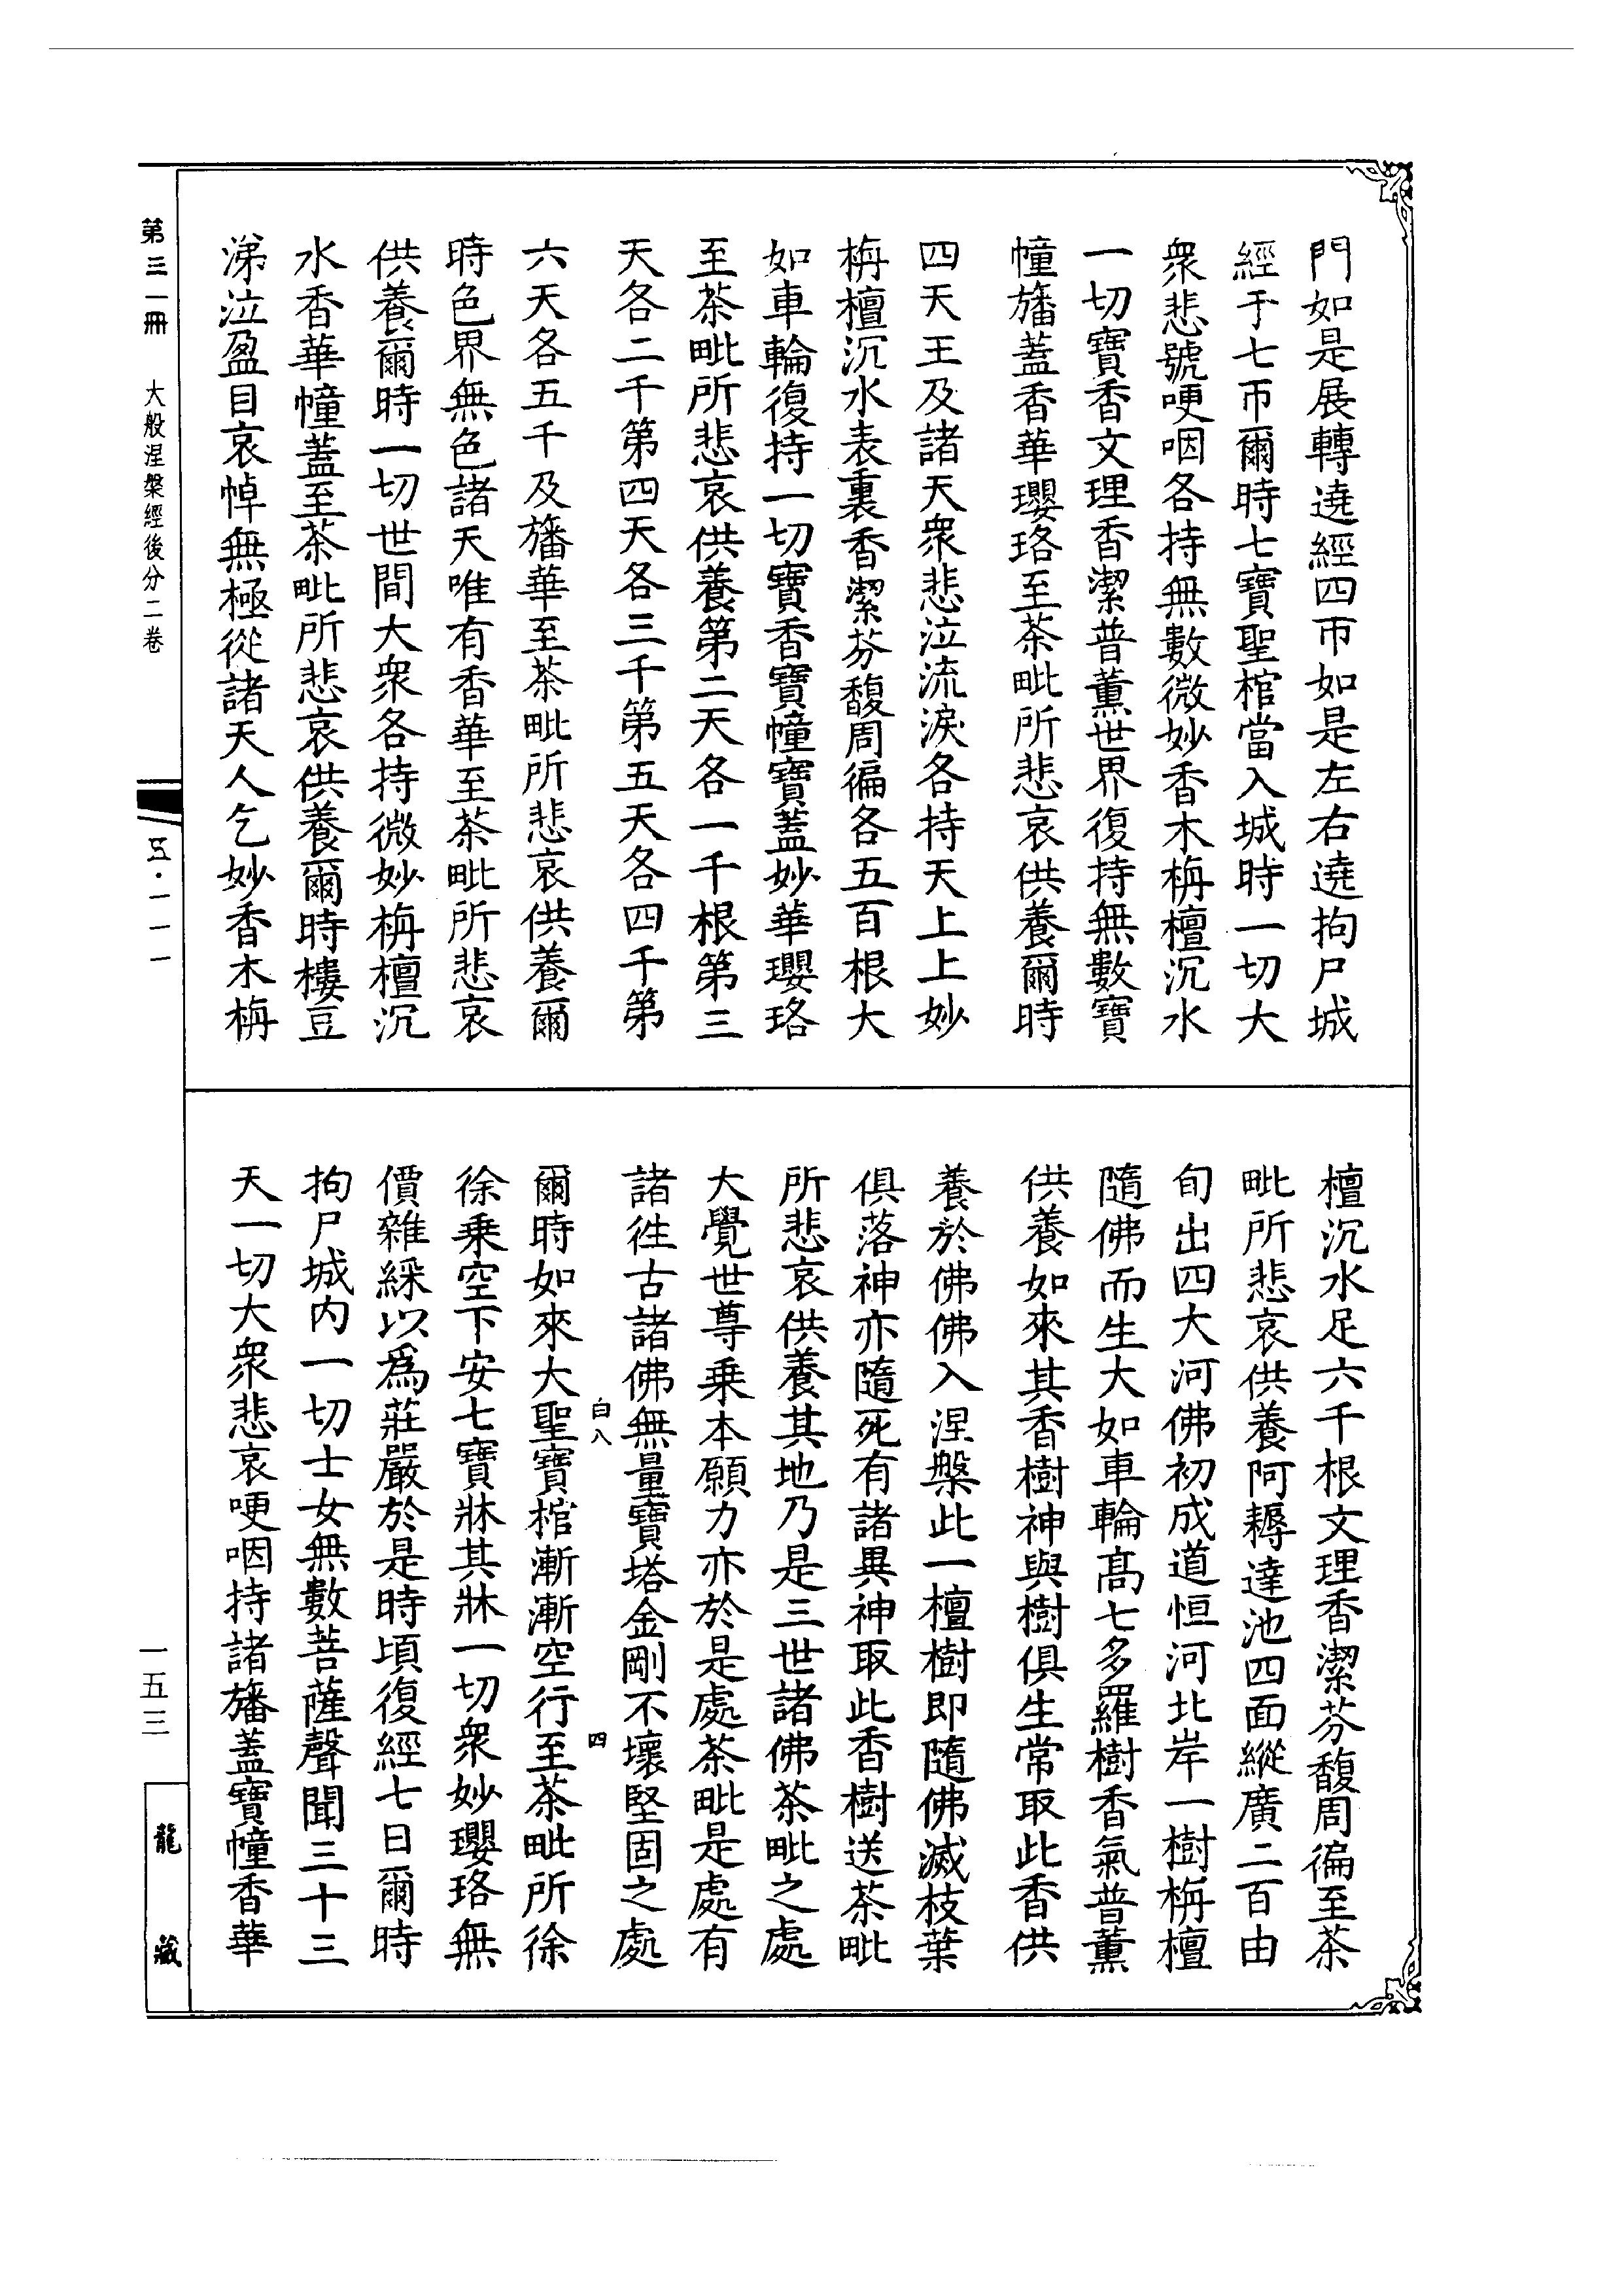 門如是展轉遶經四帀如是左右遶拘尸城
經于七帀爾時七寶聖棺當入城時一切大
衆悲號哽咽各持無數微妙香木栴檀沉水
一切寶香文理香潔普薰世界復持無數寶
幢旛蓋香華瓔珞至茶毗所悲哀供養爾時
四天王及諸天衆悲泣流淚各持天上上妙
栴檀沉水表裏香潔芬馥周徧各五百根大
如車輪復持一切寶香寶幢寶蓋妙華瓔珞
至茶毗所悲哀供養第二天各一千根第三
天各二千第四天各三千第五天各四千第
六天各五千及旛華至茶毗所悲哀供養爾
時色界無色諸天唯有香華至茶毗所悲哀
供養爾時一切世間大衆各持微妙栴檀沉
水香華幢蓋至茶毗所悲哀供養爾時樓豆
涕泣盈目哀悼無極從諸天人乞妙香木栴
檀沉水足六千根文理香潔芬馥周徧至茶
毗所悲哀供養阿耨達池四面縱廣二百由
旬出四大河佛初成道恒河北岸一樹栴檀
隨佛而生大如車輪高七多羅樹香氣普薰
供養如來其香樹神與樹俱生常取此香供
養於佛佛入涅槃此一檀樹即隨佛滅枝葉
俱落神亦隨死有諸異神取此香樹送茶毗
所悲哀供養其地乃是三世諸佛茶毗之處
大覺世尊乗本願力亦於是處茶毗是處有
諸徃古諸佛無量寶塔金剛不壞堅固之處
白八 四
爾時如來大聖寶棺漸漸空行至茶毗所徐
徐乗空下安七寶牀其牀一切衆妙瓔珞無
價雜綵以爲莊嚴於是時頃復經七日爾時
拘尸城内一切士女無數菩薩聲聞三十三
天一切大衆悲哀哽咽持諸旛蓋寶幢香華
第三一冊 大般涅槃經後分二卷 五·一一一
一五三 龍藏